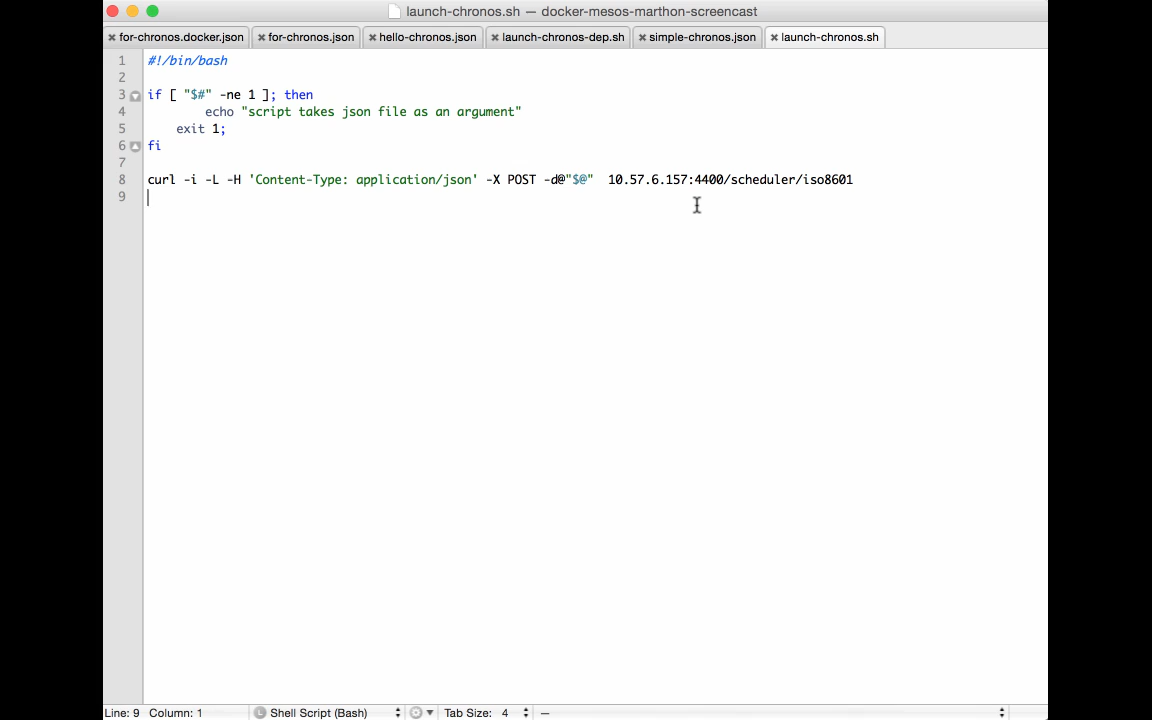 launch-chronos.sh — docker-mesos-marthon-screencast
for-chronos.docker.json for-chronos.json hello-chronos.json launch-chronos-dep.sh simple-chronos.json launch-chronos.sh
1 #!/bin/bash
2
3 if [ "$#" -ne 1 ]; then
4 echo "script takes json file as an argument"
5 exit 1;
6 fi
7
8 curl -i -L -H 'Content-Type: application/json' -X POST -d@"$@" 10.57.6.157:4400/scheduler/iso8601
9
Line: 9 Column: 1 L Shell Script (Bash) Tab Size: 4 —